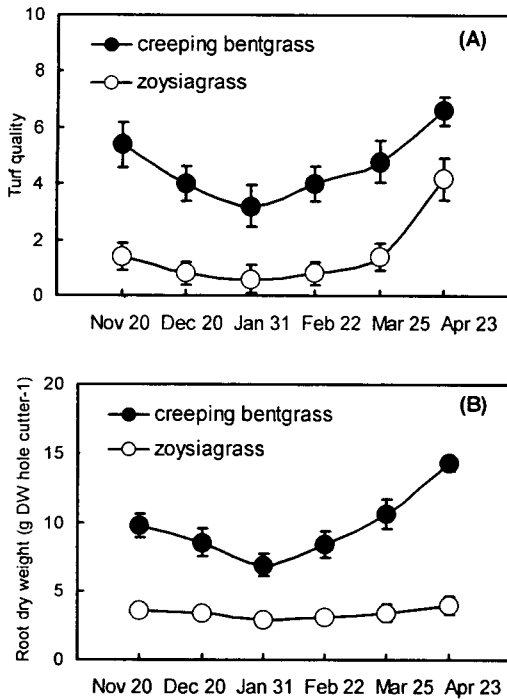 10
(A)
creeping bentgrass
8
zoysiagrass
6
4
2
0
Turf quality
Nov 20 Dec 20 Jan 31 Feb 22 Mar 25 Apr 23
20
(B)
creeping bentgrass
zoysiagrass
15
10
5
0
Root dry weight (g DW hole cutter-1)
Nov 20 Dec 20 Jan 31 Feb 22 Mar 25 Apr 23